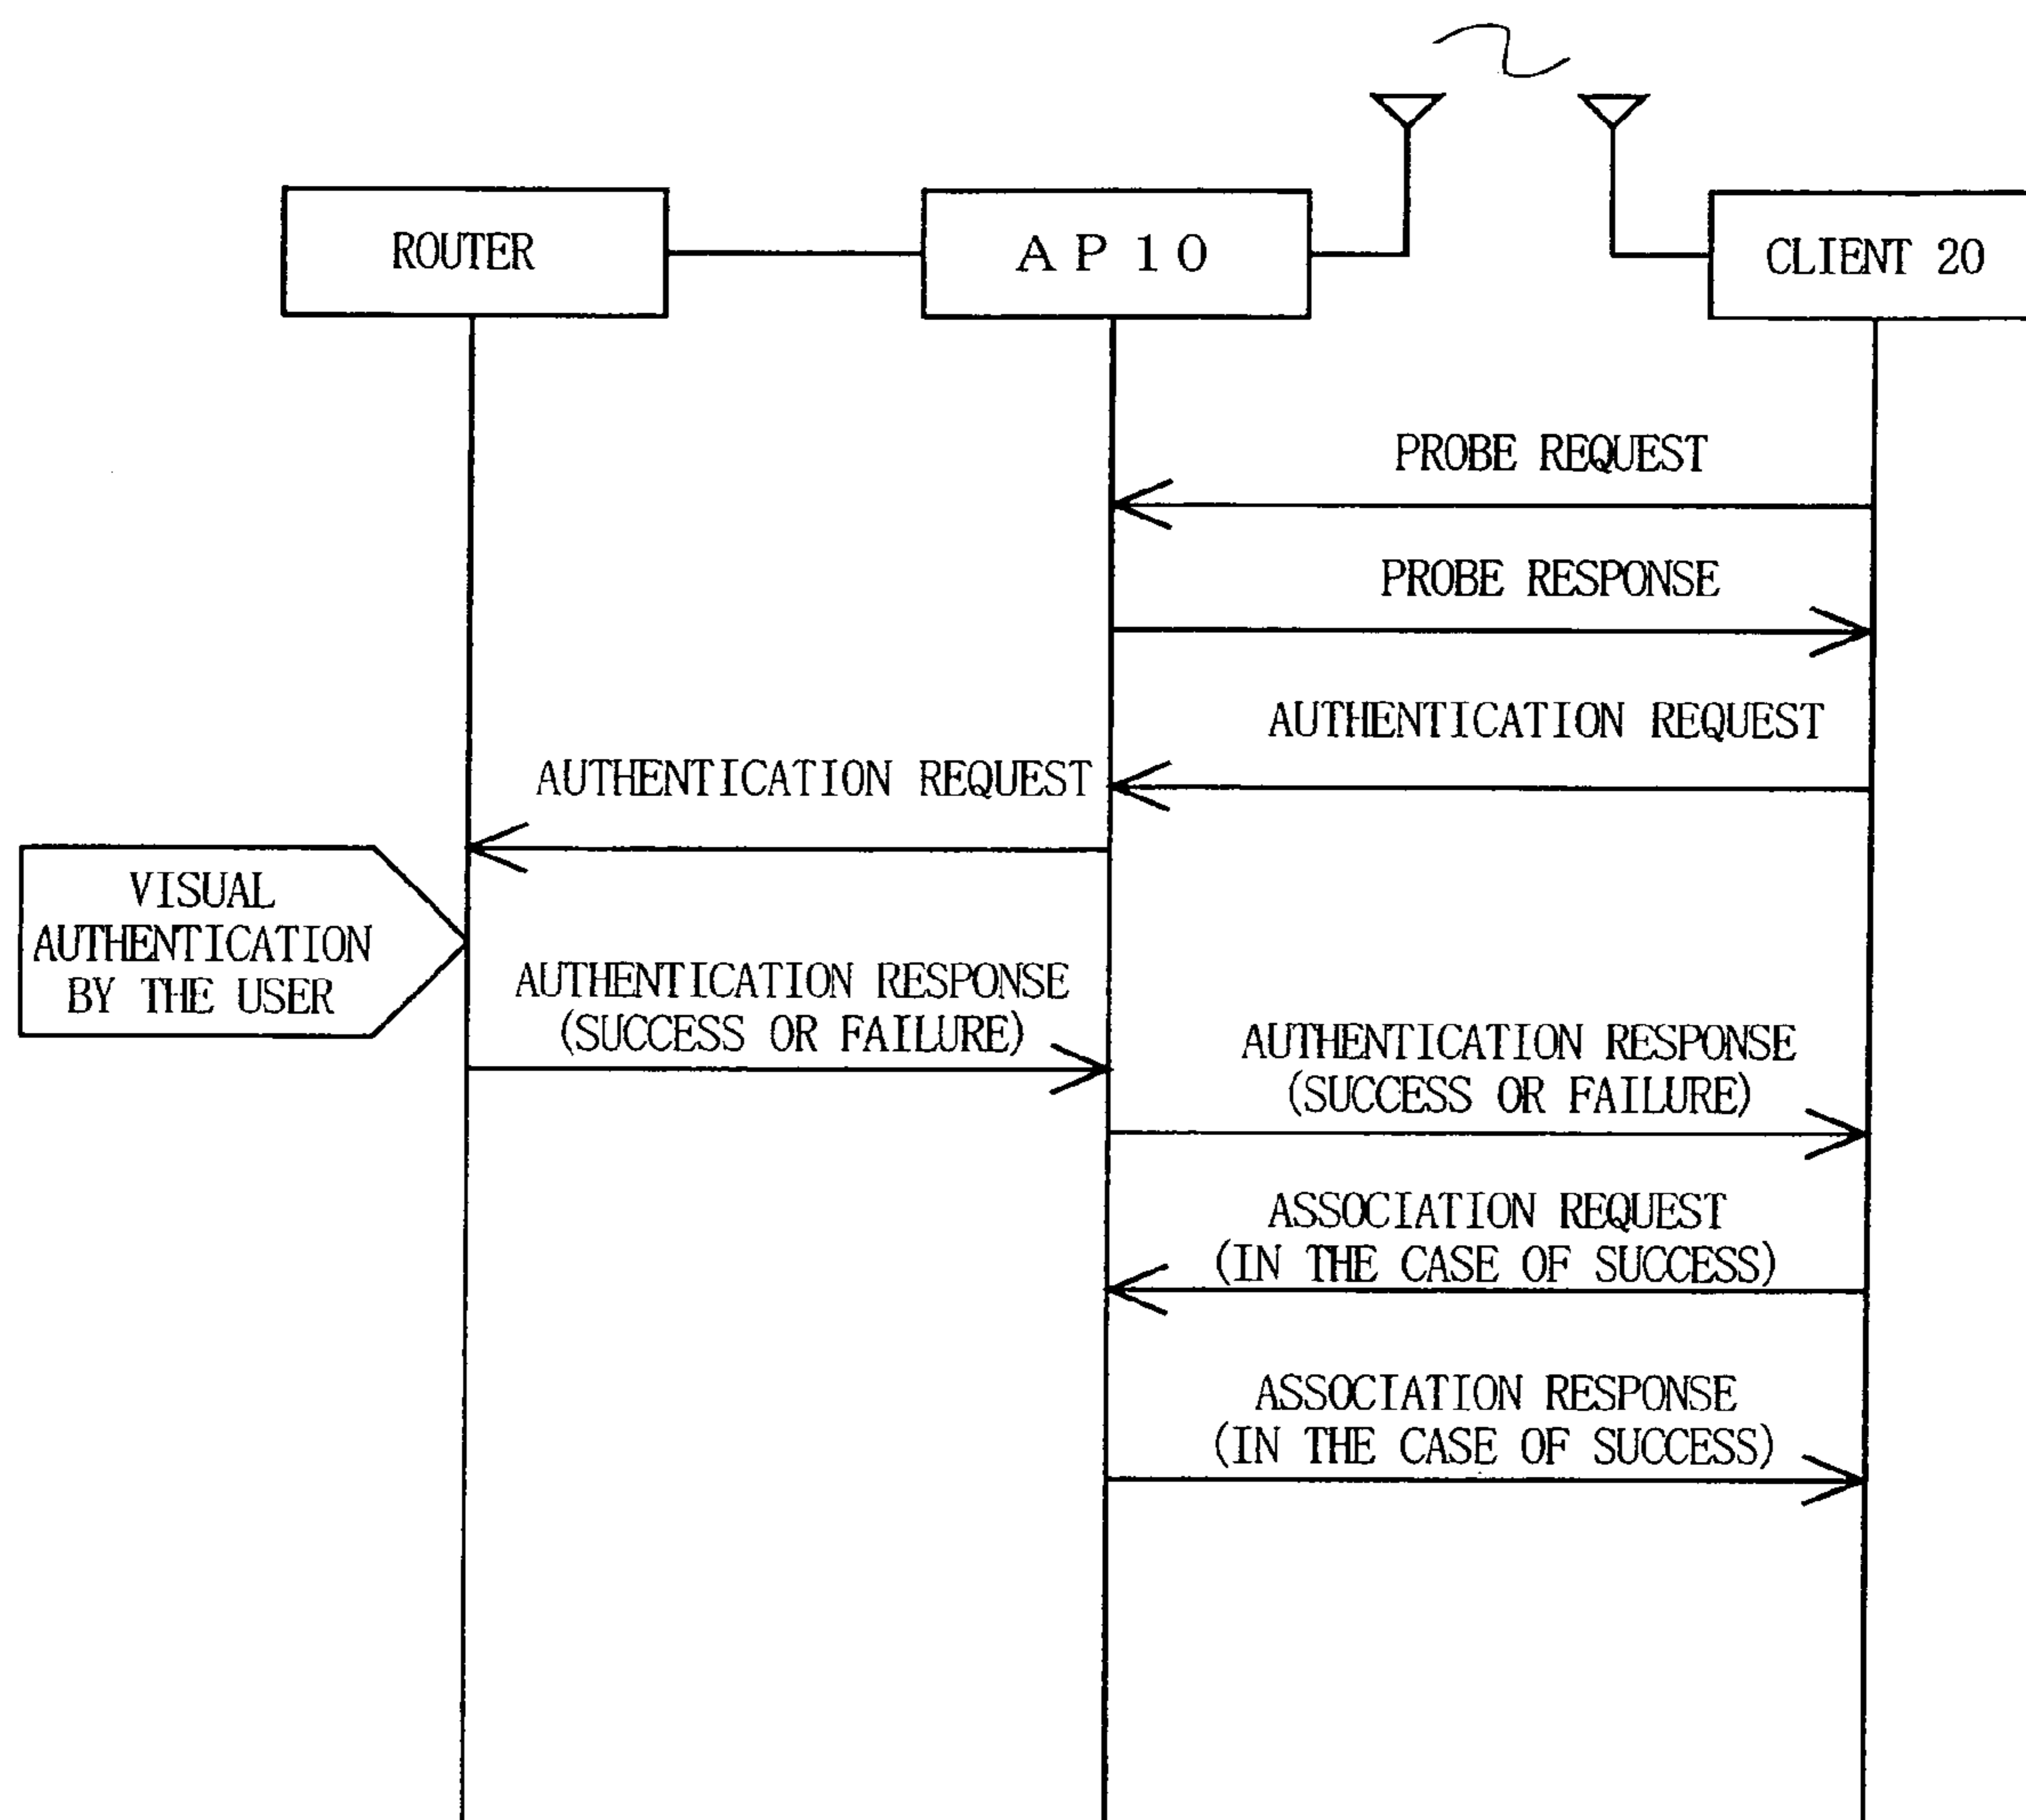 ROUTER
AP10
CLIENT 20
PROBE REQUEST
PROBE RESPONSE
AUTHENTICATION REQUEST
AUTHENTICATION REQUEST
VISUAL
AUTHENTICATION
BY THE USER
AUTHENTICATION RESPONSE
(SUCCESS OR FAILURE)
AUTHENTICATION RESPONSE
(SUCCESS OR FAILURE)
ASSOCIATION REQUEST
(IN THE CASE OF SUCCESS)
ASSOCIATION RESPONSE
(IN THE CASE OF SUCCESS)